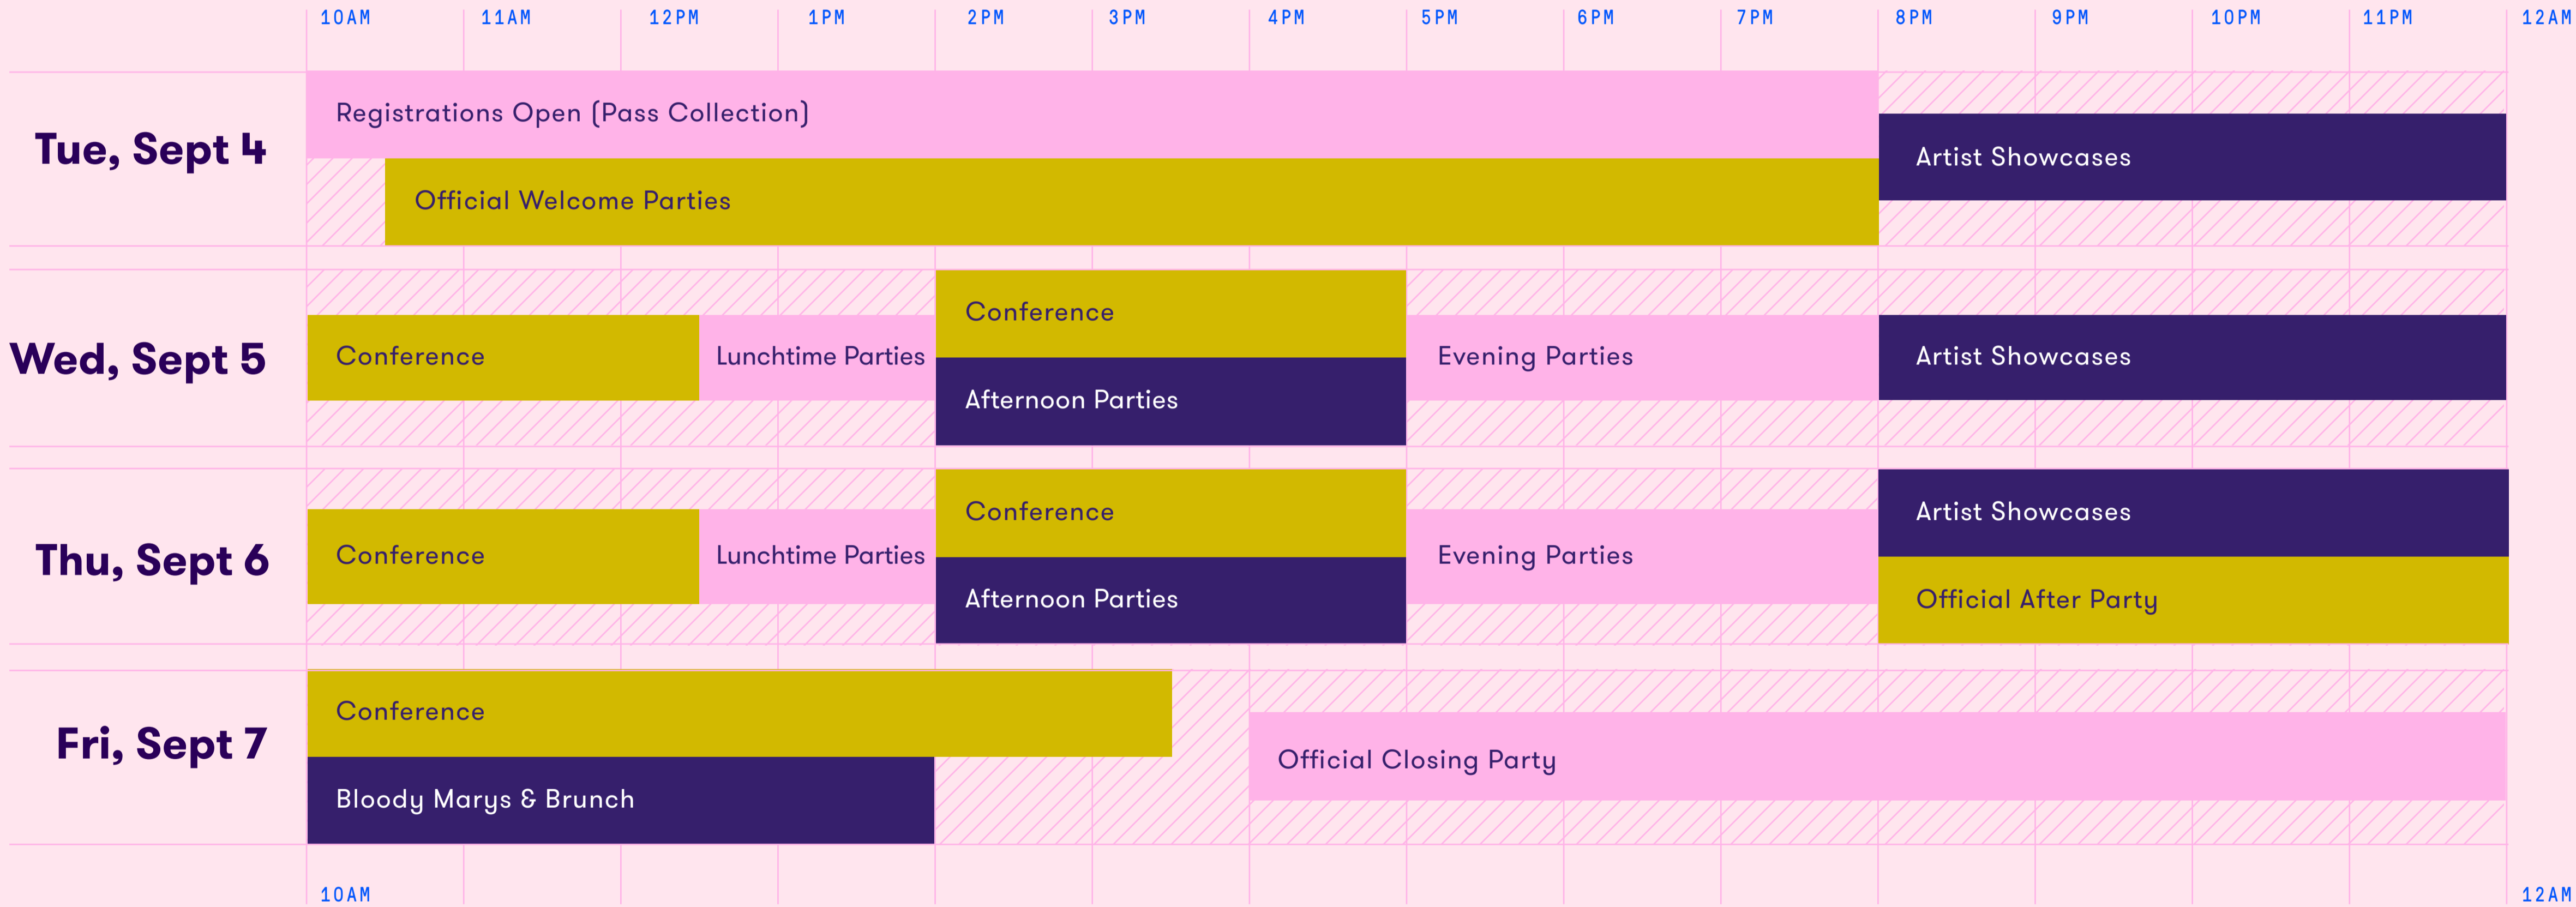 10AM 11AM 12PM 1PM 2PM 3PM 4PM 5PM 6PM 7PM 8PM 9PM 10PM 11PM 12AM
Tue, Sept 4
Registrations Open (Pass Collection)
Official Welcome Parties
Artist Showcases
Wed, Sept 5
Conference
Lunchtime Parties
Conference
Afternoon Parties
Evening Parties
Artist Showcases
Thu, Sept 6
Conference
Lunchtime Parties
Conference
Afternoon Parties
Evening Parties
Artist Showcases
Official After Party
Fri, Sept 7
Conference
Bloody Marys & Brunch
Official Closing Party
10AM 12AM